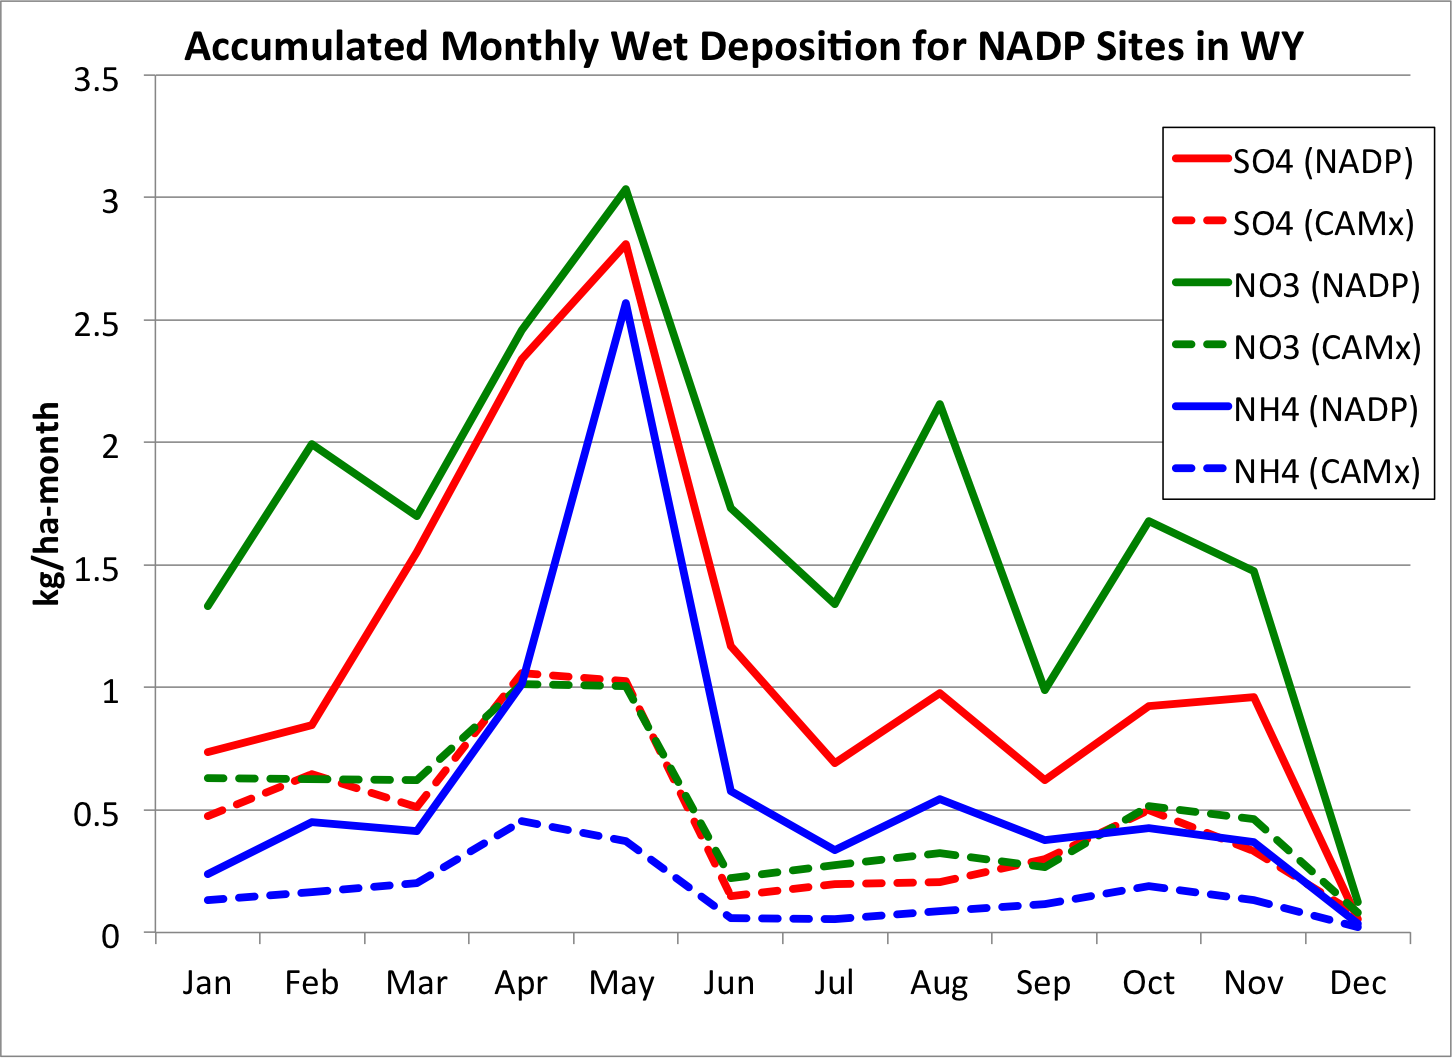 Accumulated Monthly Wet Deposition for NADP Sites in WY
3.5
3
2.5
2
1.5
1
0.5
0
kg/ha-month
Jan Feb Mar Apr May Jun Jul Aug Sep Oct Nov Dec
SO4 (NADP)
SO4 (CAMx)
NO3 (NADP)
NO3 (CAMx)
NH4 (NADP)
NH4 (CAMx)